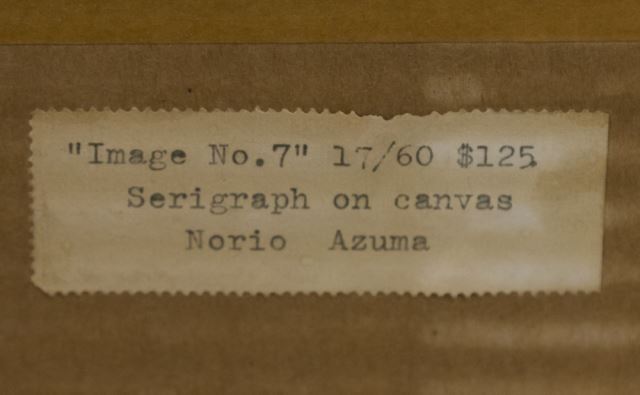 "Image No.7" 17/60 $125.
Serigraph on canvas
Norio Azuma